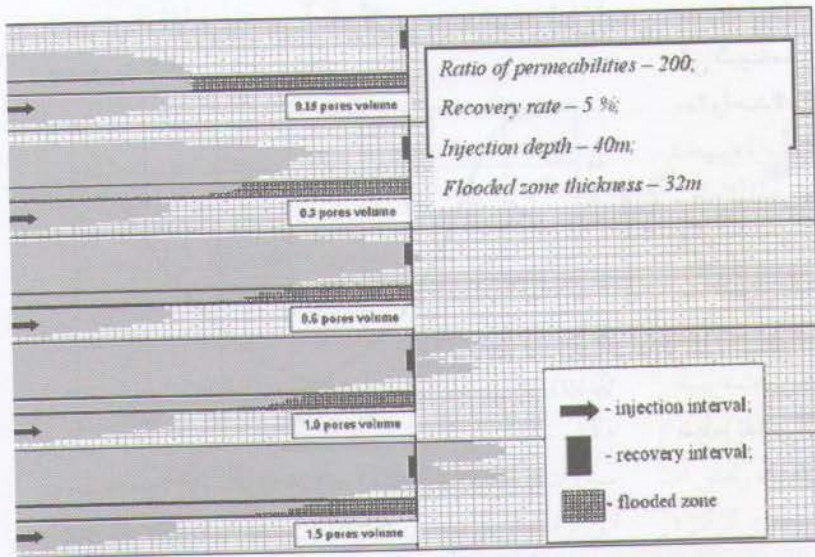 Ratio of permeabilities – 200;
Recovery rate – 5 %;
Injection depth – 40m;
Flooded zone thickness – 32m
0.15 pores volume
0.3 pores volume
0.6 pores volume
1.0 pores volume
1.5 pores volume
- injection interval;
- recovery interval;
- flooded zone